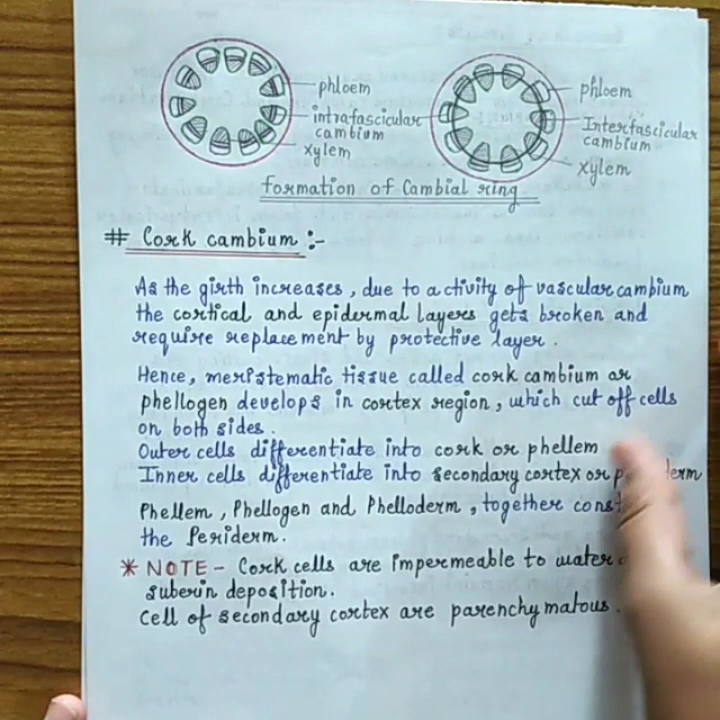 phloem
intrafascicular
cambium
xylem
phloem
Interfascicular
cambium
xylem
Formation of Cambial ring
# Cork cambium :-
As the girth increases, due to activity of vascular cambium
the cortical and epidermal layers gets broken and
require replacement by protective layer.
Hence, meristematic tissue called cork cambium or
phellogen develops in cortex region, which cut off cells
on both sides.
Outer cells differentiate into cork or phellem
Inner cells differentiate into secondary cortex or
Phellem, Phellogen and Phelloderm, together
the Periderm.
* NOTE - Cork cells are impermeable to water
suberin deposition.
Cell of secondary cortex are parenchymatous.